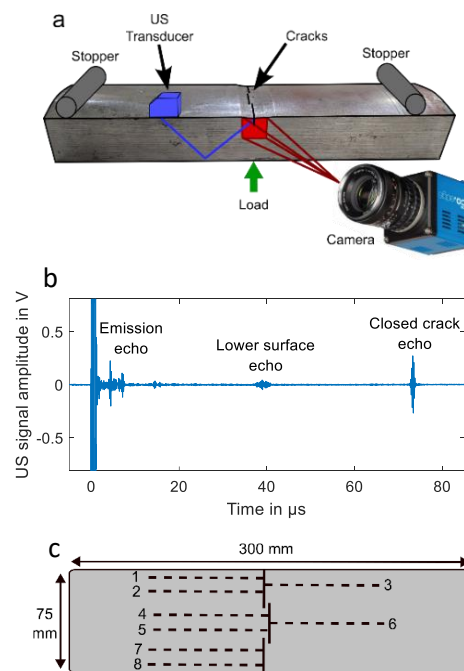 a
US
Transducer
Cracks
Stopper
Stopper
Load
Camera
b
US signal amplitude in V
0.5
0
-0.5
Emission
echo
Lower surface
echo
Closed crack
echo
0
20
40
60
80
Time in µs
c
300 mm
75
mm
1
2
3
4
5
6
7
8